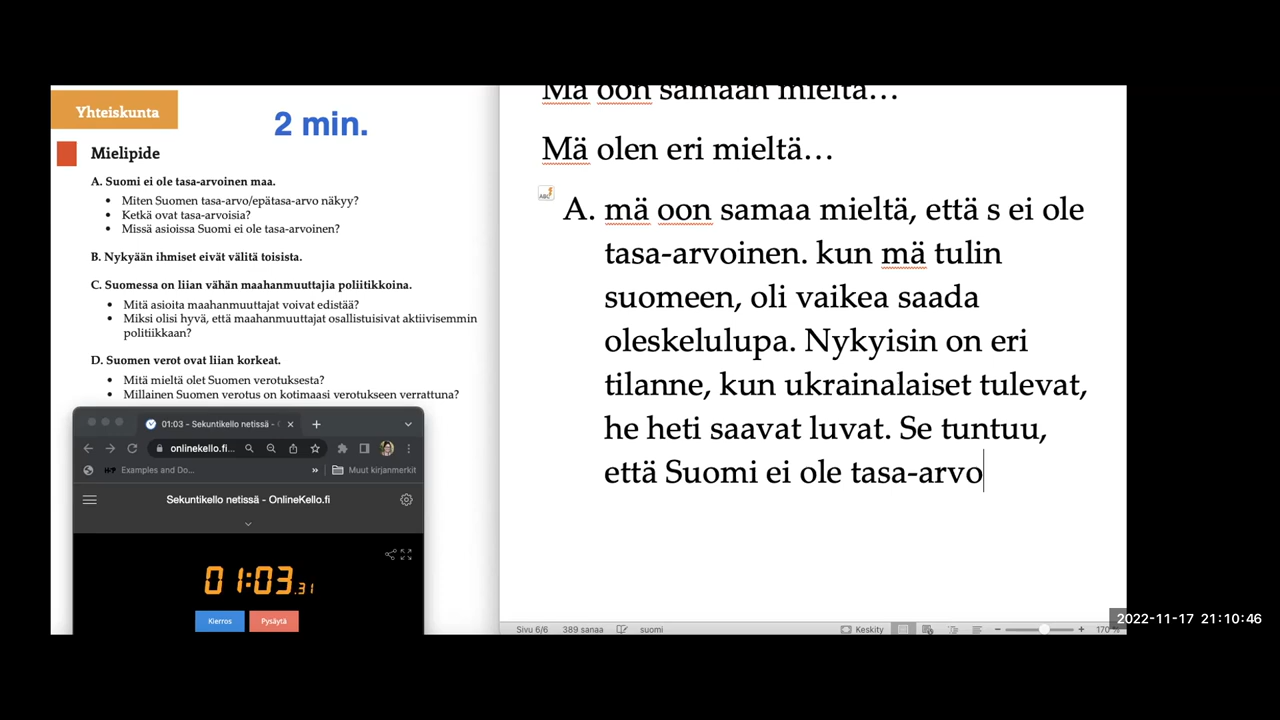 Yhteiskunta
2 min.
Mielipide
A. Suomi ei ole tasa-arvoinen maa.
• Miten Suomen tasa-arvo/epätasa-arvo näkyy?
• Ketkä ovat tasa-arvoisia?
• Missä asioissa Suomi ei ole tasa-arvoinen?
B. Nykyään ihmiset eivät välitä toisista.
C. Suomessa on liian vähän maahanmuuttajia poliitikkoina.
• Mitä asioita maahanmuuttajat voivat edistää?
• Miksi olisi hyvä, että maahanmuuttajat osallistuisivat aktiivisemmin
politiikkaan?
D. Suomen verot ovat liian korkeat.
• Mitä mieltä olet Suomen verotuksesta?
• Millainen Suomen verotus on kotimaasi verotukseen verrattuna?
01:03 - Sekuntikello netissä -
onlinekello.fi...
Examples and Do...
» Muut kirjanmerkit
Sekuntikello netissä - OnlineKello.fi
01:03.31
Kierros
Pysäytä
Mä oon samaan mieltä...
Mä olen eri mieltä...
A. mä oon samaa mieltä, että s ei ole
tasa-arvoinen. kun mä tulin
suomeen, oli vaikea saada
oleskelulupa. Nykyisin on eri
tilanne, kun ukrainalaiset tulevat,
he heti saavat luvat. Se tuntuu,
että Suomi ei ole tasa-arvo
Sivu 6/6 389 sanaa suomi
Keskity
170 %
2022-11-17 21:10:46